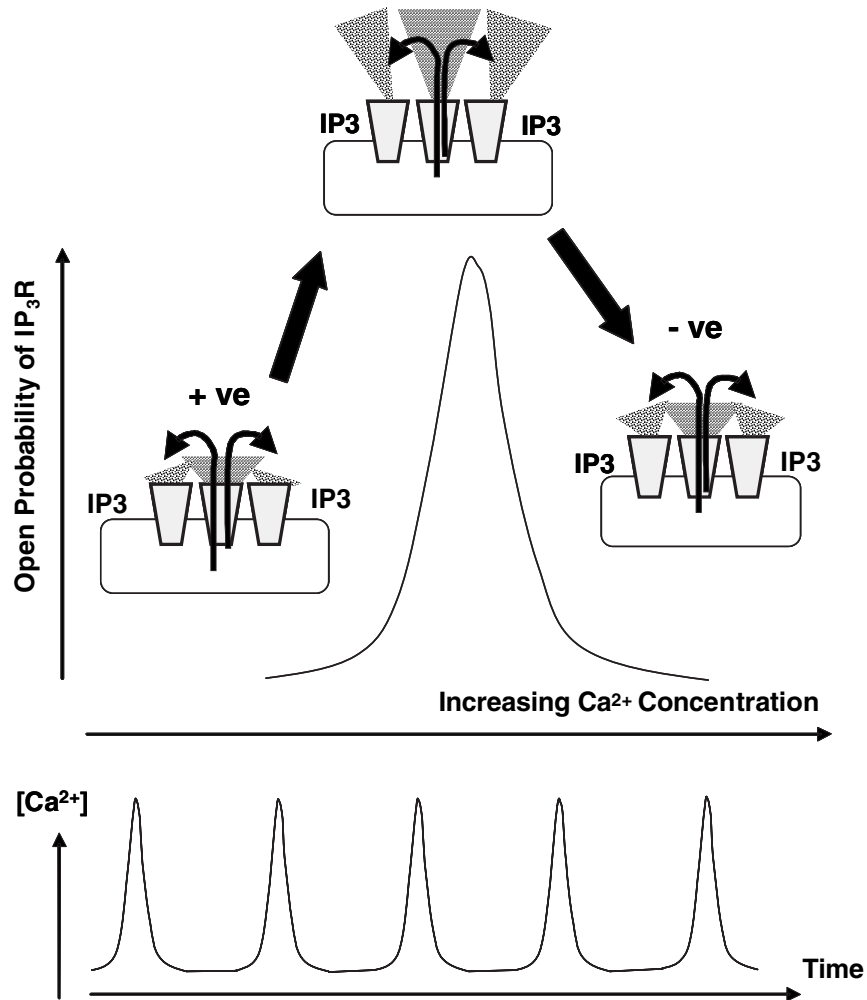 IP3
IP3
Open Probability of IP₃R
+ ve
- ve
IP3
IP3
IP3
IP3
Increasing Ca²⁺ Concentration
[Ca²⁺]
Time